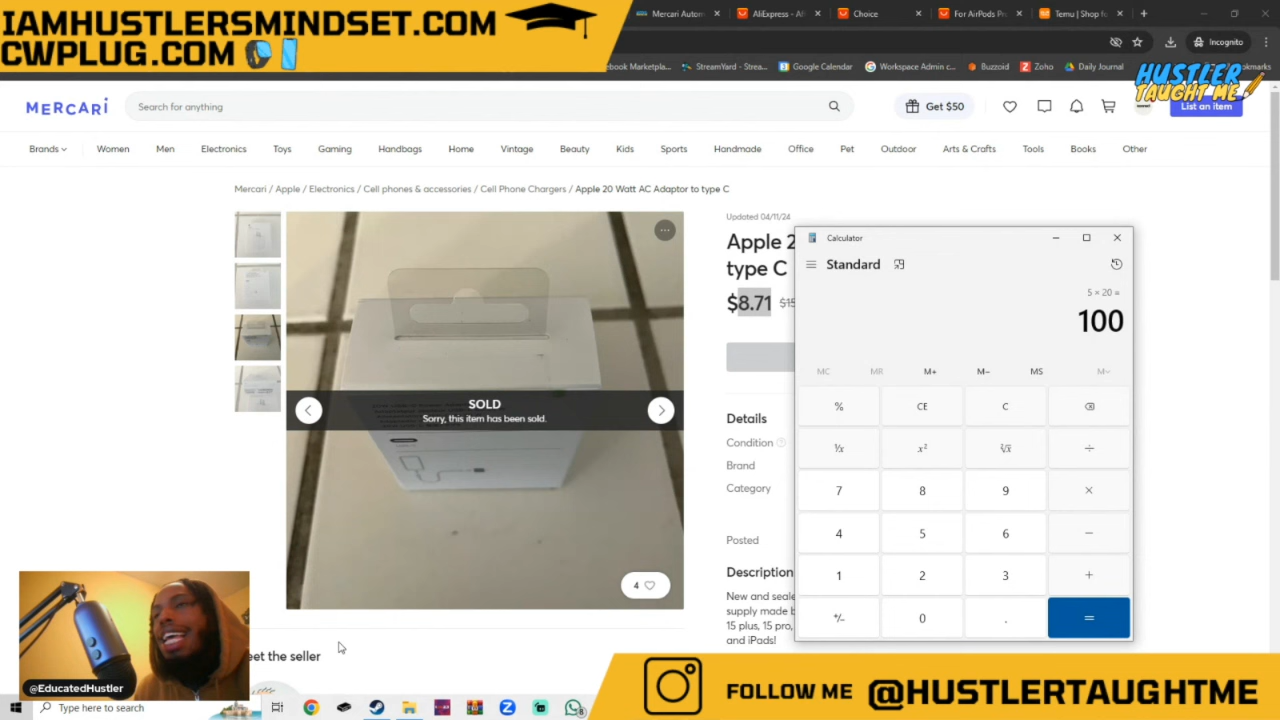 IAMHUSTLERSMINDSET.COM
CWPLUG.COM
Mercari Autom
AliExpress - Af
Choice
For AirPods Pr
Temu | Shop fo
Incognito
ebook Marketpla...
StreamYard - Strea...
Google Calendar
Workspace Admin c...
Buzzoid
Zoho
Daily Journal
HUSTLER
TAUGHT ME
MERCARI
Search for anything
Get $50
List an item
Brands
Women
Men
Electronics
Toys
Gaming
Handbags
Home
Vintage
Beauty
Kids
Sports
Handmade
Office
Pet
Outdoor
Arts & Crafts
Tools
Books
Other
Mercari / Apple / Electronics / Cell phones & accessories / Cell Phone Chargers / Apple 20 Watt AC Adaptor to type C
SOLD
Sorry, this item has been sold.
4
Updated 04/11/24
Apple 2
type C
$8.71 $15
Details
Condition
Brand
Category
Posted
Description
New and seale
supply made b
15 plus, 15 pro,
and iPads!
Calculator
Standard
5 × 20 =
100
MC MR M+ M- MS M
% CE C
¹/x x² ²√x ÷
7 8 9 ×
4 5 6 −
1 2 3 +
+/- 0 . =
eet the seller
@EducatedHustler
Type here to search
FOLLOW ME @HUSTLERTAUGHTME